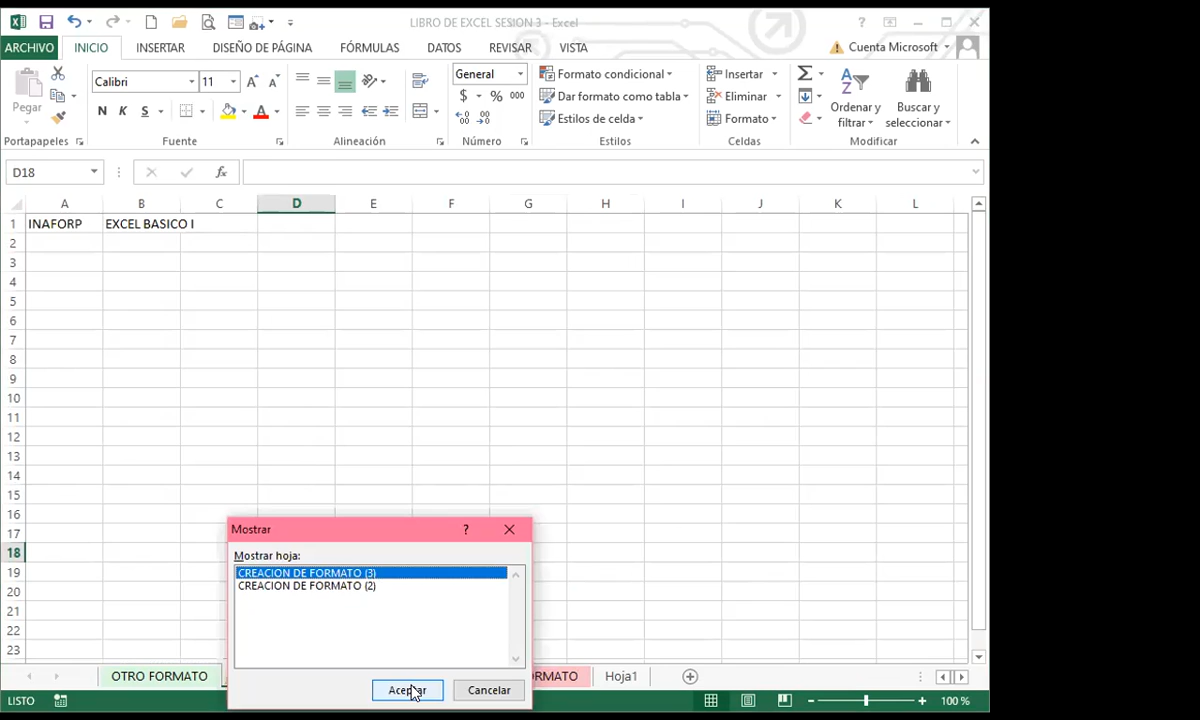 LIBRO DE EXCEL SESION 3 - Excel
?
ARCHIVO INICIO INSERTAR DISEÑO DE PÁGINA FÓRMULAS DATOS REVISAR VISTA Cuenta Microsoft
Pegar
Calibri 11
N K S
General
$ % 000
Formato condicional
Dar formato como tabla
Estilos de celda
Insertar
Eliminar
Formato
Ordenar y filtrar
Buscar y seleccionar
Portapapeles Fuente Alineación Número Estilos Celdas Modificar
D18 fx
A B C D E F G H I J K L
1 INAFORP EXCEL BASICO I
2
3
4
5
6
7
8
9
10
11
12
13
14
15
16
17
18
19
20
21
22
23
Mostrar ?
Mostrar hoja:
CREACION DE FORMATO (3)
CREACION DE FORMATO (2)
Aceptar Cancelar
OTRO FORMATO Hoja1
LISTO 100 %